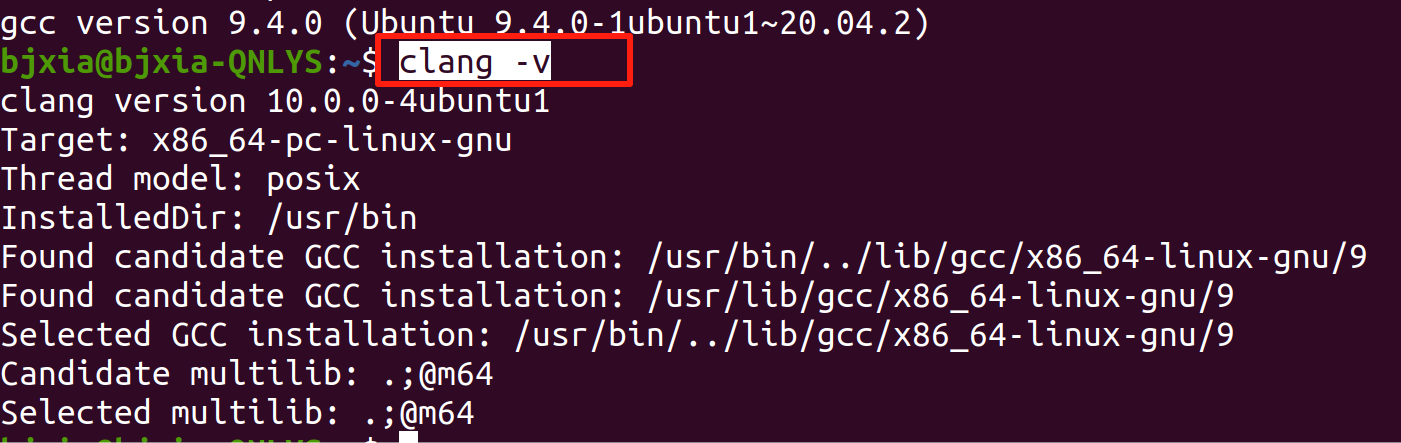 gcc version 9.4.0 (Ubuntu 9.4.0-1ubuntu1~20.04.2)
bjxia@bjxia-QNLYS:~$ clang -v
clang version 10.0.0-4ubuntu1
Target: x86_64-pc-linux-gnu
Thread model: posix
InstalledDir: /usr/bin
Found candidate GCC installation: /usr/bin/../lib/gcc/x86_64-linux-gnu/9
Found candidate GCC installation: /usr/lib/gcc/x86_64-linux-gnu/9
Selected GCC installation: /usr/bin/../lib/gcc/x86_64-linux-gnu/9
Candidate multilib: .;@m64
Selected multilib: .;@m64